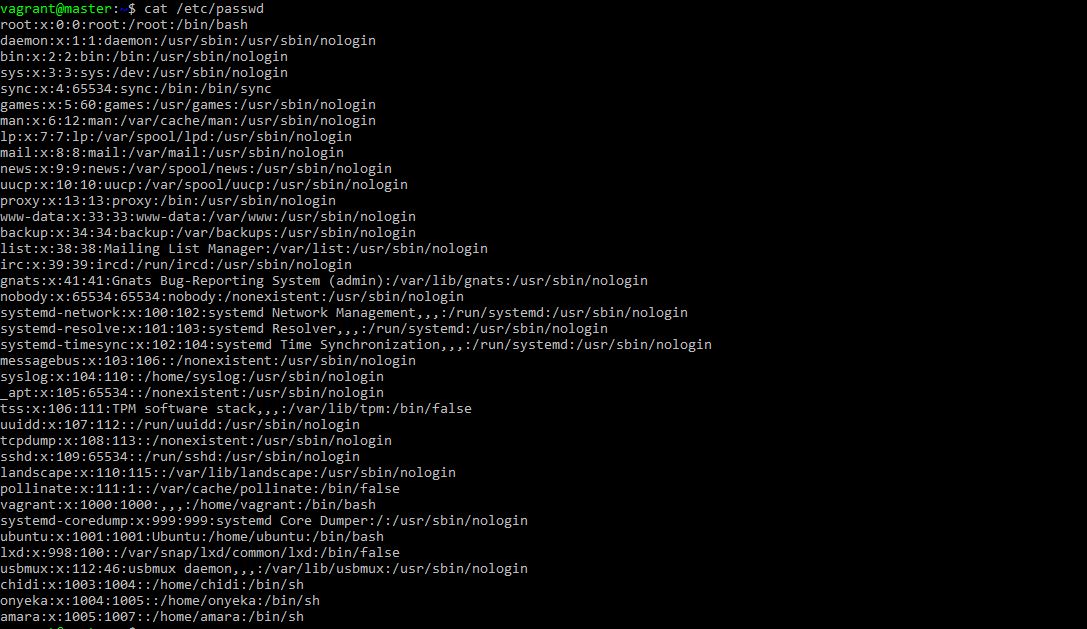 vagrant@master:~$ cat /etc/passwd
root:x:0:0:root:/root:/bin/bash
daemon:x:1:1:daemon:/usr/sbin:/usr/sbin/nologin
bin:x:2:2:bin:/bin:/usr/sbin/nologin
sys:x:3:3:sys:/dev:/usr/sbin/nologin
sync:x:4:65534:sync:/bin:/bin/sync
games:x:5:60:games:/usr/games:/usr/sbin/nologin
man:x:6:12:man:/var/cache/man:/usr/sbin/nologin
lp:x:7:7:lp:/var/spool/lpd:/usr/sbin/nologin
mail:x:8:8:mail:/var/mail:/usr/sbin/nologin
news:x:9:9:news:/var/spool/news:/usr/sbin/nologin
uucp:x:10:10:uucp:/var/spool/uucp:/usr/sbin/nologin
proxy:x:13:13:proxy:/bin:/usr/sbin/nologin
www-data:x:33:33:www-data:/var/www:/usr/sbin/nologin
backup:x:34:34:backup:/var/backups:/usr/sbin/nologin
list:x:38:38:Mailing List Manager:/var/list:/usr/sbin/nologin
irc:x:39:39:ircd:/run/ircd:/usr/sbin/nologin
gnats:x:41:41:Gnats Bug-Reporting System (admin):/var/lib/gnats:/usr/sbin/nologin
nobody:x:65534:65534:nobody:/nonexistent:/usr/sbin/nologin
systemd-network:x:100:102:systemd Network Management,,,:/run/systemd:/usr/sbin/nologin
systemd-resolve:x:101:103:systemd Resolver,,,:/run/systemd:/usr/sbin/nologin
systemd-timesync:x:102:104:systemd Time Synchronization,,,:/run/systemd:/usr/sbin/nologin
messagebus:x:103:106::/nonexistent:/usr/sbin/nologin
syslog:x:104:110::/home/syslog:/usr/sbin/nologin
_apt:x:105:65534::/nonexistent:/usr/sbin/nologin
tss:x:106:111:TPM software stack,,,:/var/lib/tpm:/bin/false
uuidd:x:107:112::/run/uuidd:/usr/sbin/nologin
tcpdump:x:108:113::/nonexistent:/usr/sbin/nologin
sshd:x:109:65534::/run/sshd:/usr/sbin/nologin
landscape:x:110:115::/var/lib/landscape:/usr/sbin/nologin
pollinate:x:111:1::/var/cache/pollinate:/bin/false
vagrant:x:1000:1000:,,,:/home/vagrant:/bin/bash
systemd-coredump:x:999:999:systemd Core Dumper:/:/usr/sbin/nologin
ubuntu:x:1001:1001:Ubuntu:/home/ubuntu:/bin/bash
lxd:x:998:100::/var/snap/lxd/common/lxd:/bin/false
usbmux:x:112:46:usbmux daemon,,,:/var/lib/usbmux:/usr/sbin/nologin
chidi:x:1003:1004::/home/chidi:/bin/sh
onyeka:x:1004:1005::/home/onyeka:/bin/sh
amara:x:1005:1007::/home/amara:/bin/sh